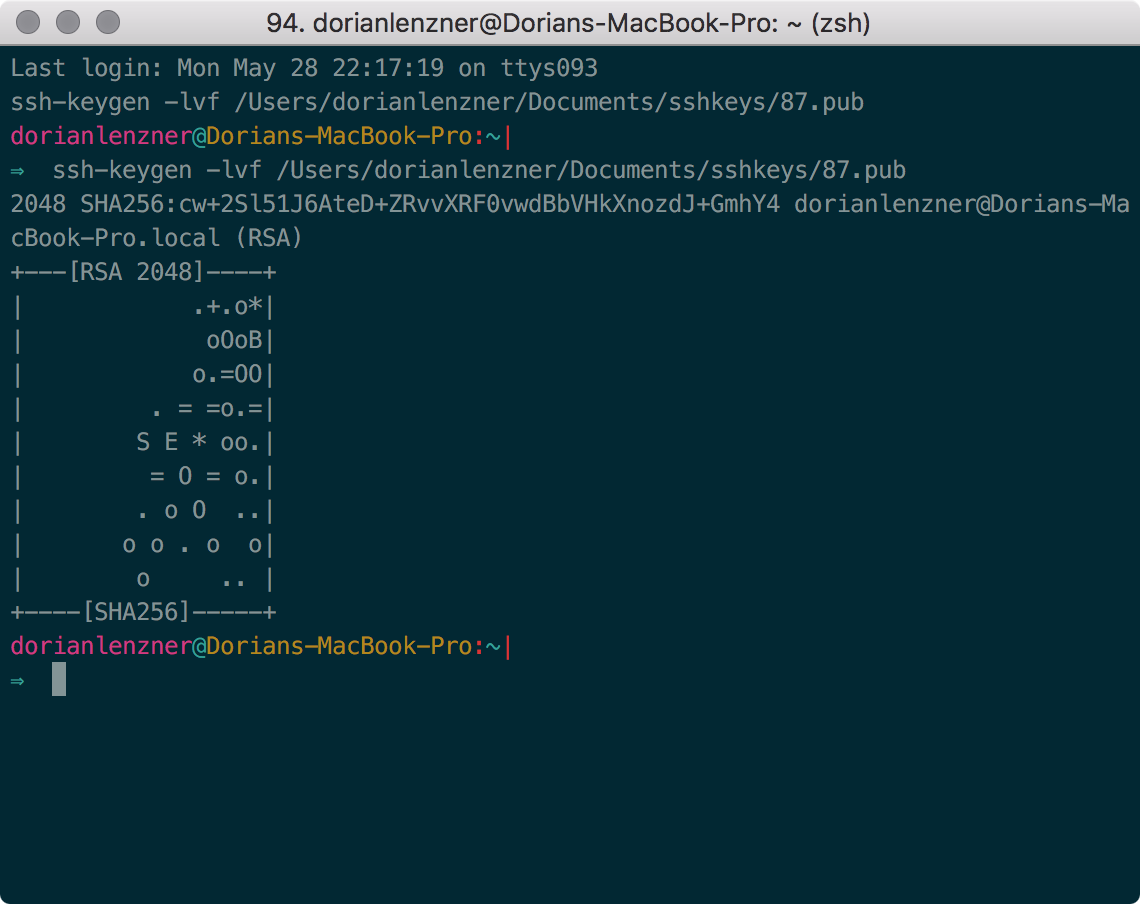 94. dorianlenzner@Dorians-MacBook-Pro: ~ (zsh)
Last login: Mon May 28 22:17:19 on ttys093
ssh-keygen -lvf /Users/dorianlenzner/Documents/sshkeys/87.pub
dorianlenzner@Dorians-MacBook-Pro:~|
⇒  ssh-keygen -lvf /Users/dorianlenzner/Documents/sshkeys/87.pub
2048 SHA256:cw+2Sl51J6AteD+ZRvvXRF0vwdBbVHkXnozdJ+GmhY4 dorianlenzner@Dorians-Ma
cBook-Pro.local (RSA)
+---[RSA 2048]----+
|            .+.o*|
|             oOoB|
|            o.=OO|
|         . = =o.=|
|        S E * oo.|
|         = O = o.|
|        . o O  ..|
|       o o . o  o|
|        o     .. |
+----[SHA256]-----+
dorianlenzner@Dorians-MacBook-Pro:~|
⇒